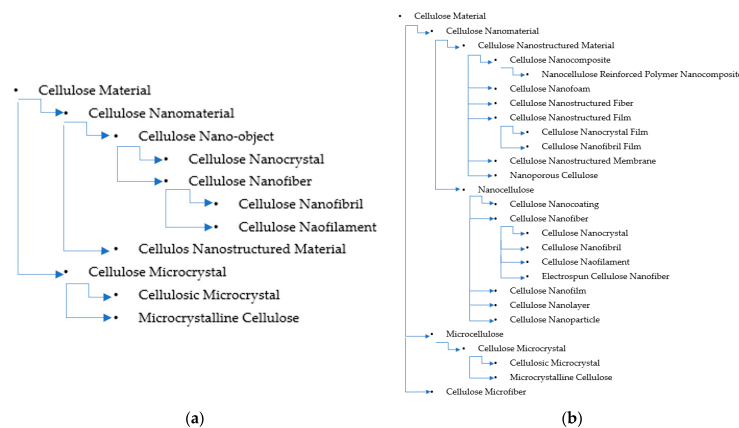 Cellulose Material
Cellulose Nanomaterial
Cellulose Nano-object
Cellulose Nanocrystal
Cellulose Nanofiber
Cellulose Nanofibril
Cellulose Naofilament
Cellulos Nanostructured Material
Cellulose Microcrystal
Cellulosic Microcrystal
Microcrystalline Cellulose
(a)
Cellulose Material
Cellulose Nanomaterial
Cellulose Nanostructured Material
Cellulose Nanocomposite
Nanocellulose Reinforced Polymer Nanocomposite
Cellulose Nanofoam
Cellulose Nanostructured Fiber
Cellulose Nanostructured Film
Cellulose Nanocrystal Film
Cellulose Nanofibril Film
Cellulose Nanostructured Membrane
Nanoporous Cellulose
Nanocellulose
Cellulose Nanocoating
Cellulose Nanofiber
Cellulose Nanocrystal
Cellulose Nanofibril
Cellulose Naofilament
Electrospun Cellulose Nanofiber
Cellulose Nanofilm
Cellulose Nanolayer
Cellulose Nanoparticle
Microcellulose
Cellulose Microcrystal
Cellulosic Microcrystal
Microcrystalline Cellulose
Cellulose Microfiber
(b)